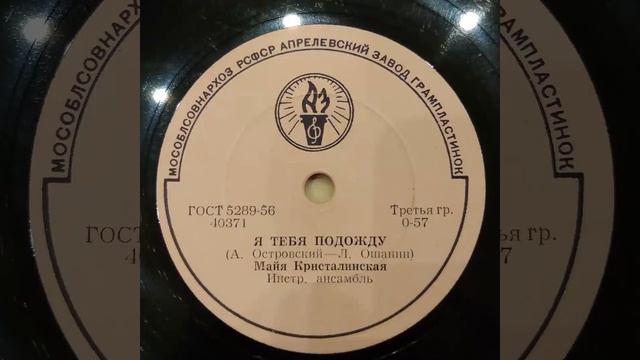 МОСОБЛСОВНАРХОЗ РСФСР АПРЕЛЕВСКИЙ ЗАВОД ГРАМПЛАСТИНОК
АЗ
ГОСТ 5289-56 Третья гр.
40371 0-57
Я ТЕБЯ ПОДОЖДУ
(А. Островский—Л. Ошанин)
Майя Кристалинская
Инстр. ансамбль